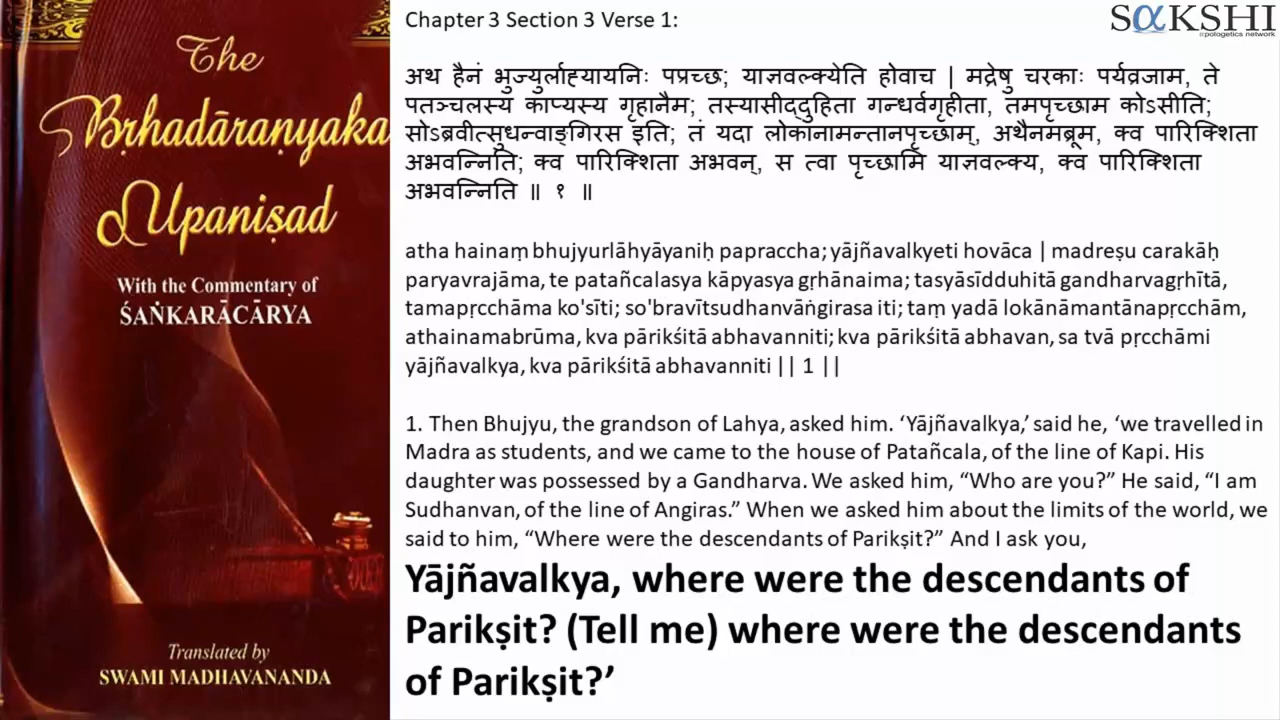 The
Bṛhadāraṇyaka
Upaniṣad
With the Commentary of
ŚAṄKARĀCĀRYA
Translated by
SWAMI MADHAVANANDA
SαKSHI
αpologetics network
Chapter 3 Section 3 Verse 1:
अथ हैनं भुज्युर्लाह्यायनिः पप्रच्छ; याज्ञवल्क्येति होवाच | मद्रेषु चरकाः पर्यव्रजाम, ते
पतञ्चलस्य काप्यस्य गृहानैम; तस्यासीद्दुहिता गन्धर्वगृहीता, तमपृच्छाम कोऽसीति;
सोऽब्रवीत्सुधन्वाङ्गिरस इति; तं यदा लोकानामन्तानपृच्छाम्, अथैनमब्रूम, क्व पारिक्शिता
अभवन्निति; क्व पारिक्शिता अभवन्, स त्वा पृच्छामि याज्ञवल्क्य, क्व पारिक्शिता
अभवन्निति ॥ १ ॥
atha hainaṃ bhujyurlāhyāyaniḥ papraccha; yājñavalkyeti hovāca | madreṣu carakāḥ
paryavrajāma, te patañcalasya kāpyasya gṛhānaima; tasyāsīdduhitā gandharvagṛhītā,
tamapṛcchāma ko'sīti; so'bravītsudhanvāṅgirasa iti; taṃ yadā lokānāmantānapṛcchām,
athainamabrūma, kva pārikśitā abhavanniti; kva pārikśitā abhavan, sa tvā pṛcchāmi
yājñavalkya, kva pārikśitā abhavanniti || 1 ||
1. Then Bhujyu, the grandson of Lahya, asked him. ‘Yājñavalkya,’ said he, ‘we travelled in
Madra as students, and we came to the house of Patañcala, of the line of Kapi. His
daughter was possessed by a Gandharva. We asked him, “Who are you?” He said, “I am
Sudhanvan, of the line of Angiras.” When we asked him about the limits of the world, we
said to him, “Where were the descendants of Parikṣit?” And I ask you,
Yājñavalkya, where were the descendants of
Parikṣit? (Tell me) where were the descendants
of Parikṣit?’